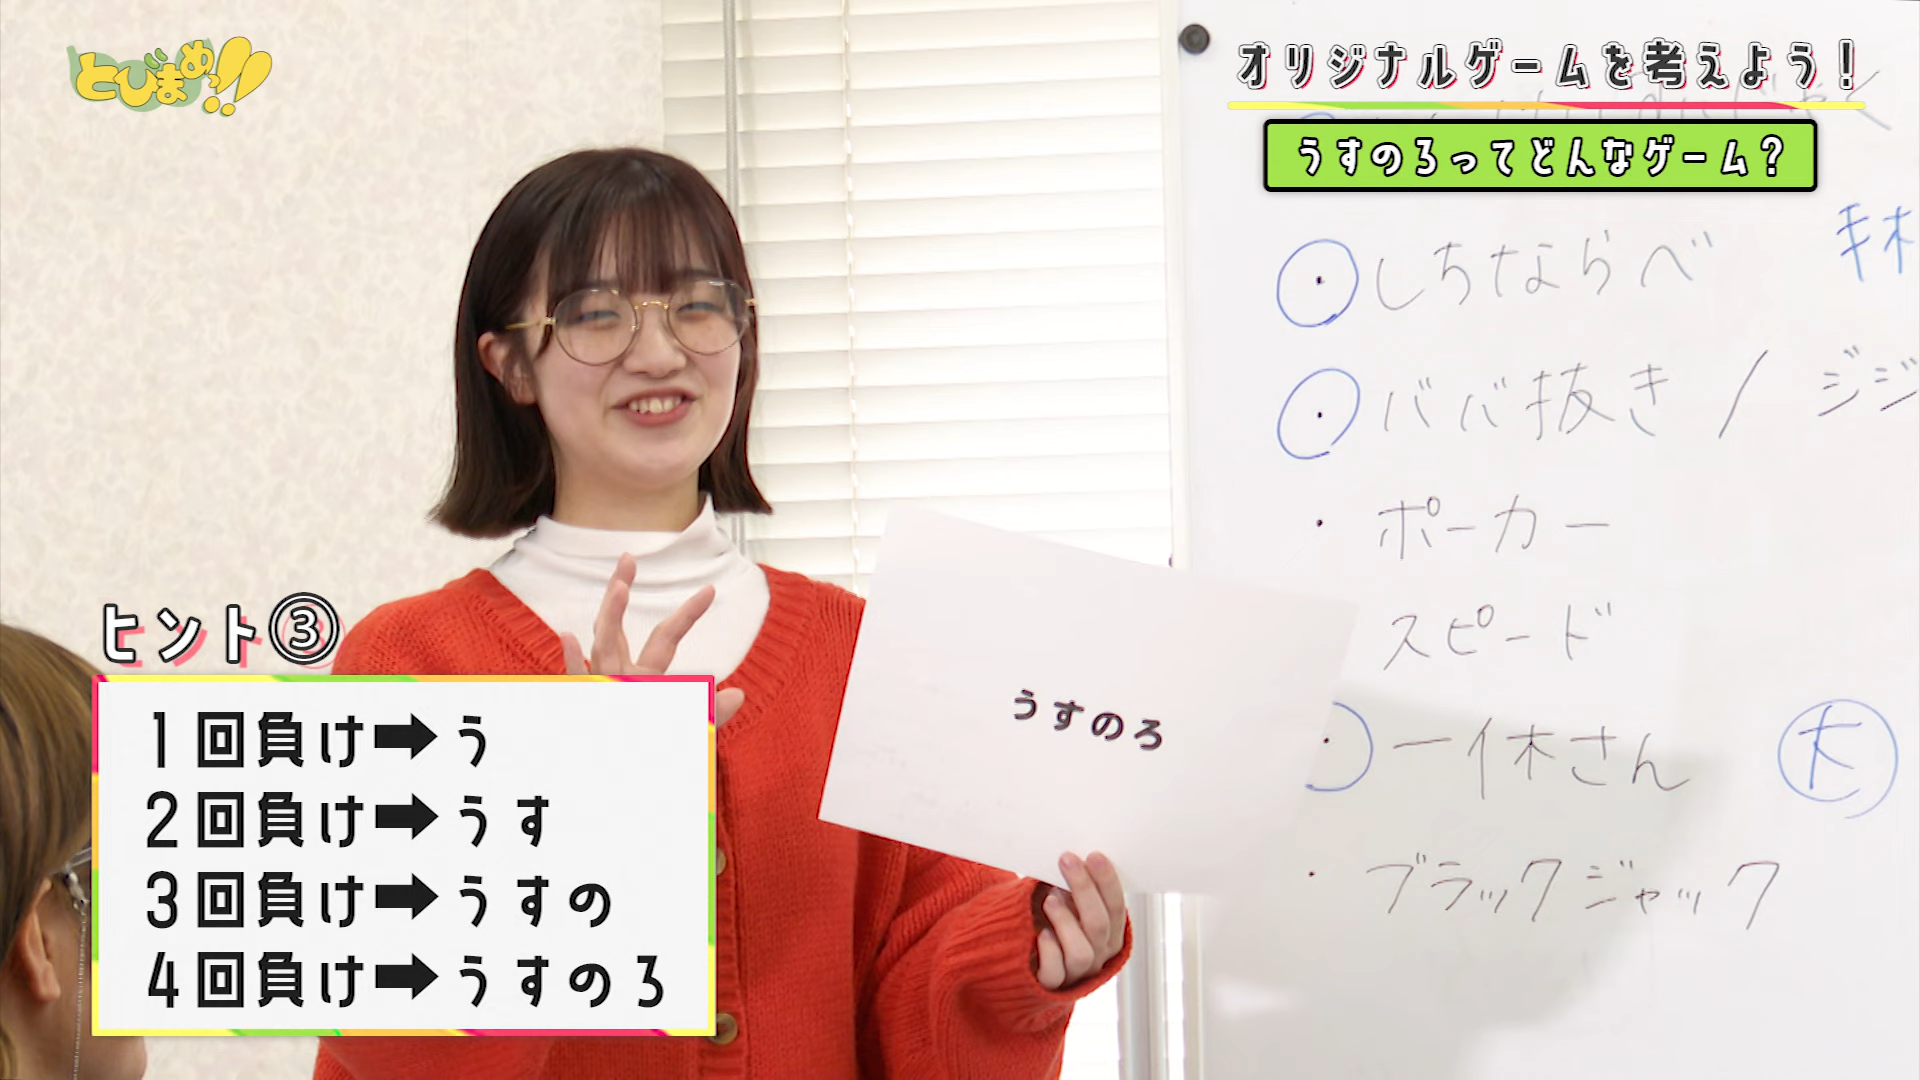 とびまめっ!!
オリジナルゲームを考えよう!
うすのろってどんなゲーム?
しちならべ
ババ抜き / ジジ
・ ポーカー
スピード
・一休さん 大
・ ブラックジャック
うすのろ
ヒント③
1回負け➡う
2回負け➡うす
3回負け➡うすの
4回負け➡うすのろ